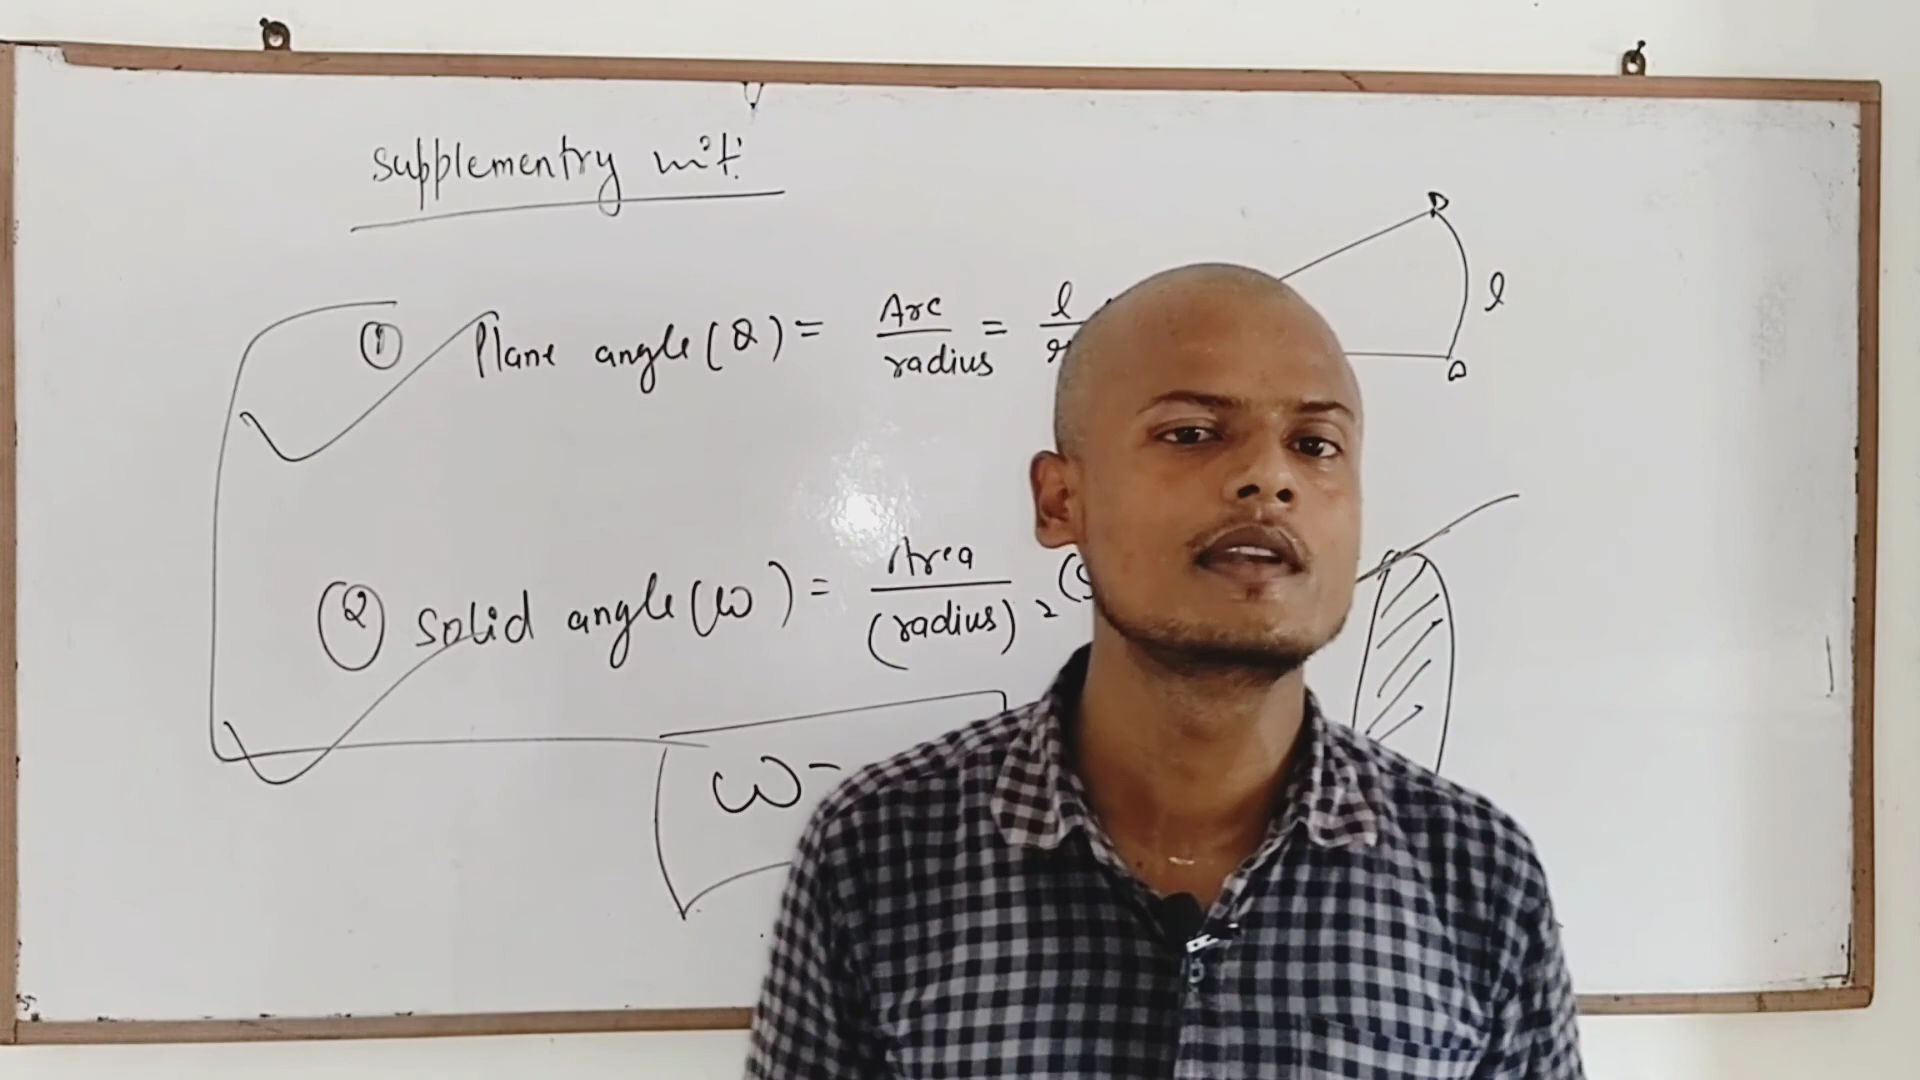 supplementry unit:
① Plane angle (θ) = Arc / radius = l
l
② Solid angle (ω) = Area / (radius) 2
ω =